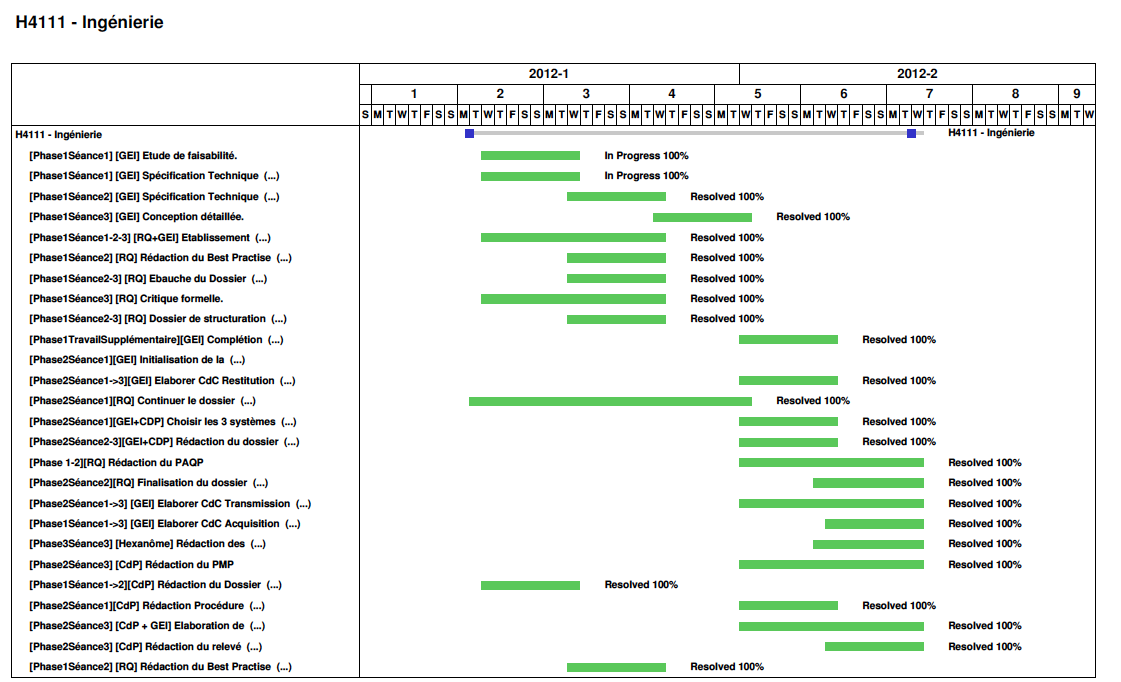 H4111 - Ingénierie
2012-1 2012-2
1 2 3 4 5 6 7 8 9
S M T W T F S S M T W T F S S M T W T F S S M T W T F S S M T W T F S S M T W T F S S M T W T F S S M T W T F S S M T W
H4111 - Ingénierie H4111 - Ingénierie
[Phase1Séance1] [GEI] Etude de faisabilité. In Progress 100%
[Phase1Séance1] [GEI] Spécification Technique (...) In Progress 100%
[Phase1Séance2] [GEI] Spécification Technique (...) Resolved 100%
[Phase1Séance3] [GEI] Conception détaillée. Resolved 100%
[Phase1Séance1-2-3] [RQ+GEI] Etablissement (...) Resolved 100%
[Phase1Séance2] [RQ] Rédaction du Best Practise (...) Resolved 100%
[Phase1Séance2-3] [RQ] Ebauche du Dossier (...) Resolved 100%
[Phase1Séance3] [RQ] Critique formelle. Resolved 100%
[Phase1Séance2-3] [RQ] Dossier de structuration (...) Resolved 100%
[Phase1TravailSupplémentaire][GEI] Complétion (...) Resolved 100%
[Phase2Séance1][GEI] Initialisation de la (...)
[Phase2Séance1->3][GEI] Elaborer CdC Restitution (...) Resolved 100%
[Phase2Séance1][RQ] Continuer le dossier (...) Resolved 100%
[Phase2Séance1][GEI+CDP] Choisir les 3 systèmes (...) Resolved 100%
[Phase2Séance2-3][GEI+CDP] Rédaction du dossier (...) Resolved 100%
[Phase 1-2][RQ] Rédaction du PAQP Resolved 100%
[Phase2Séance2][RQ] Finalisation du dossier (...) Resolved 100%
[Phase2Séance1->3] [GEI] Elaborer CdC Transmission (...) Resolved 100%
[Phase1Séance1->3] [GEI] Elaborer CdC Acquisition (...) Resolved 100%
[Phase3Séance3] [Hexanôme] Rédaction des (...) Resolved 100%
[Phase2Séance3] [CdP] Rédaction du PMP Resolved 100%
[Phase1Séance1->2][CdP] Rédaction du Dossier (...) Resolved 100%
[Phase2Séance1][CdP] Rédaction Procédure (...) Resolved 100%
[Phase2Séance3] [CdP + GEI] Elaboration de (...) Resolved 100%
[Phase2Séance3] [CdP] Rédaction du relevé (...) Resolved 100%
[Phase1Séance2] [RQ] Rédaction du Best Practise (...) Resolved 100%